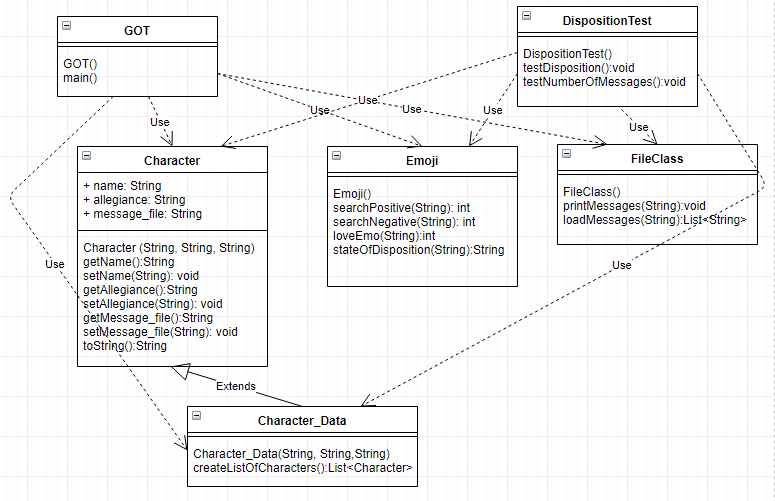 GOT
GOT()
main()
DispositionTest
DispositionTest()
testDisposition():void
testNumberOfMessages():void
Use
Use
Use
Use
Use
Use
Character
+ name: String
+ allegiance: String
+ message_file: String
Character (String, String, String)
getName():String
setName(String): void
getAllegiance():String
setAllegiance(String): void
getMessage_file():String
setMessage_file(String): void
toString():String
Emoji
Emoji()
searchPositive(String): int
searchNegative(String): int
loveEmo(String):int
stateOfDisposition(String):String
FileClass
FileClass()
printMessages(String):void
loadMessages(String):List<String>
Use
Use
Extends
Character_Data
Character_Data(String, String,String)
createListOfCharacters():List<Character>